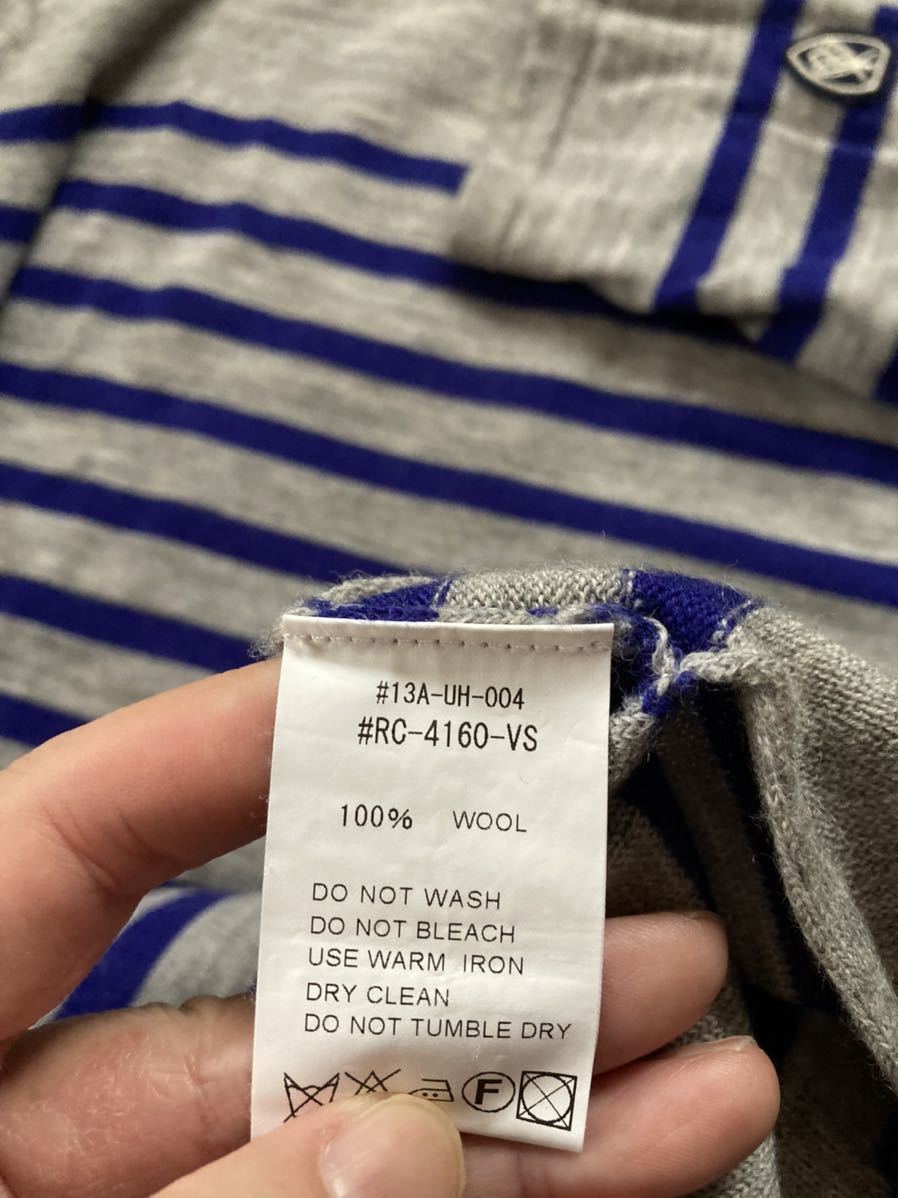 #13A-UH-004
#RC-4160-VS
100% WOOL
DO NOT WASH
DO NOT BLEACH
USE WARM IRON
DRY CLEAN
DO NOT TUMBLE DRY
F